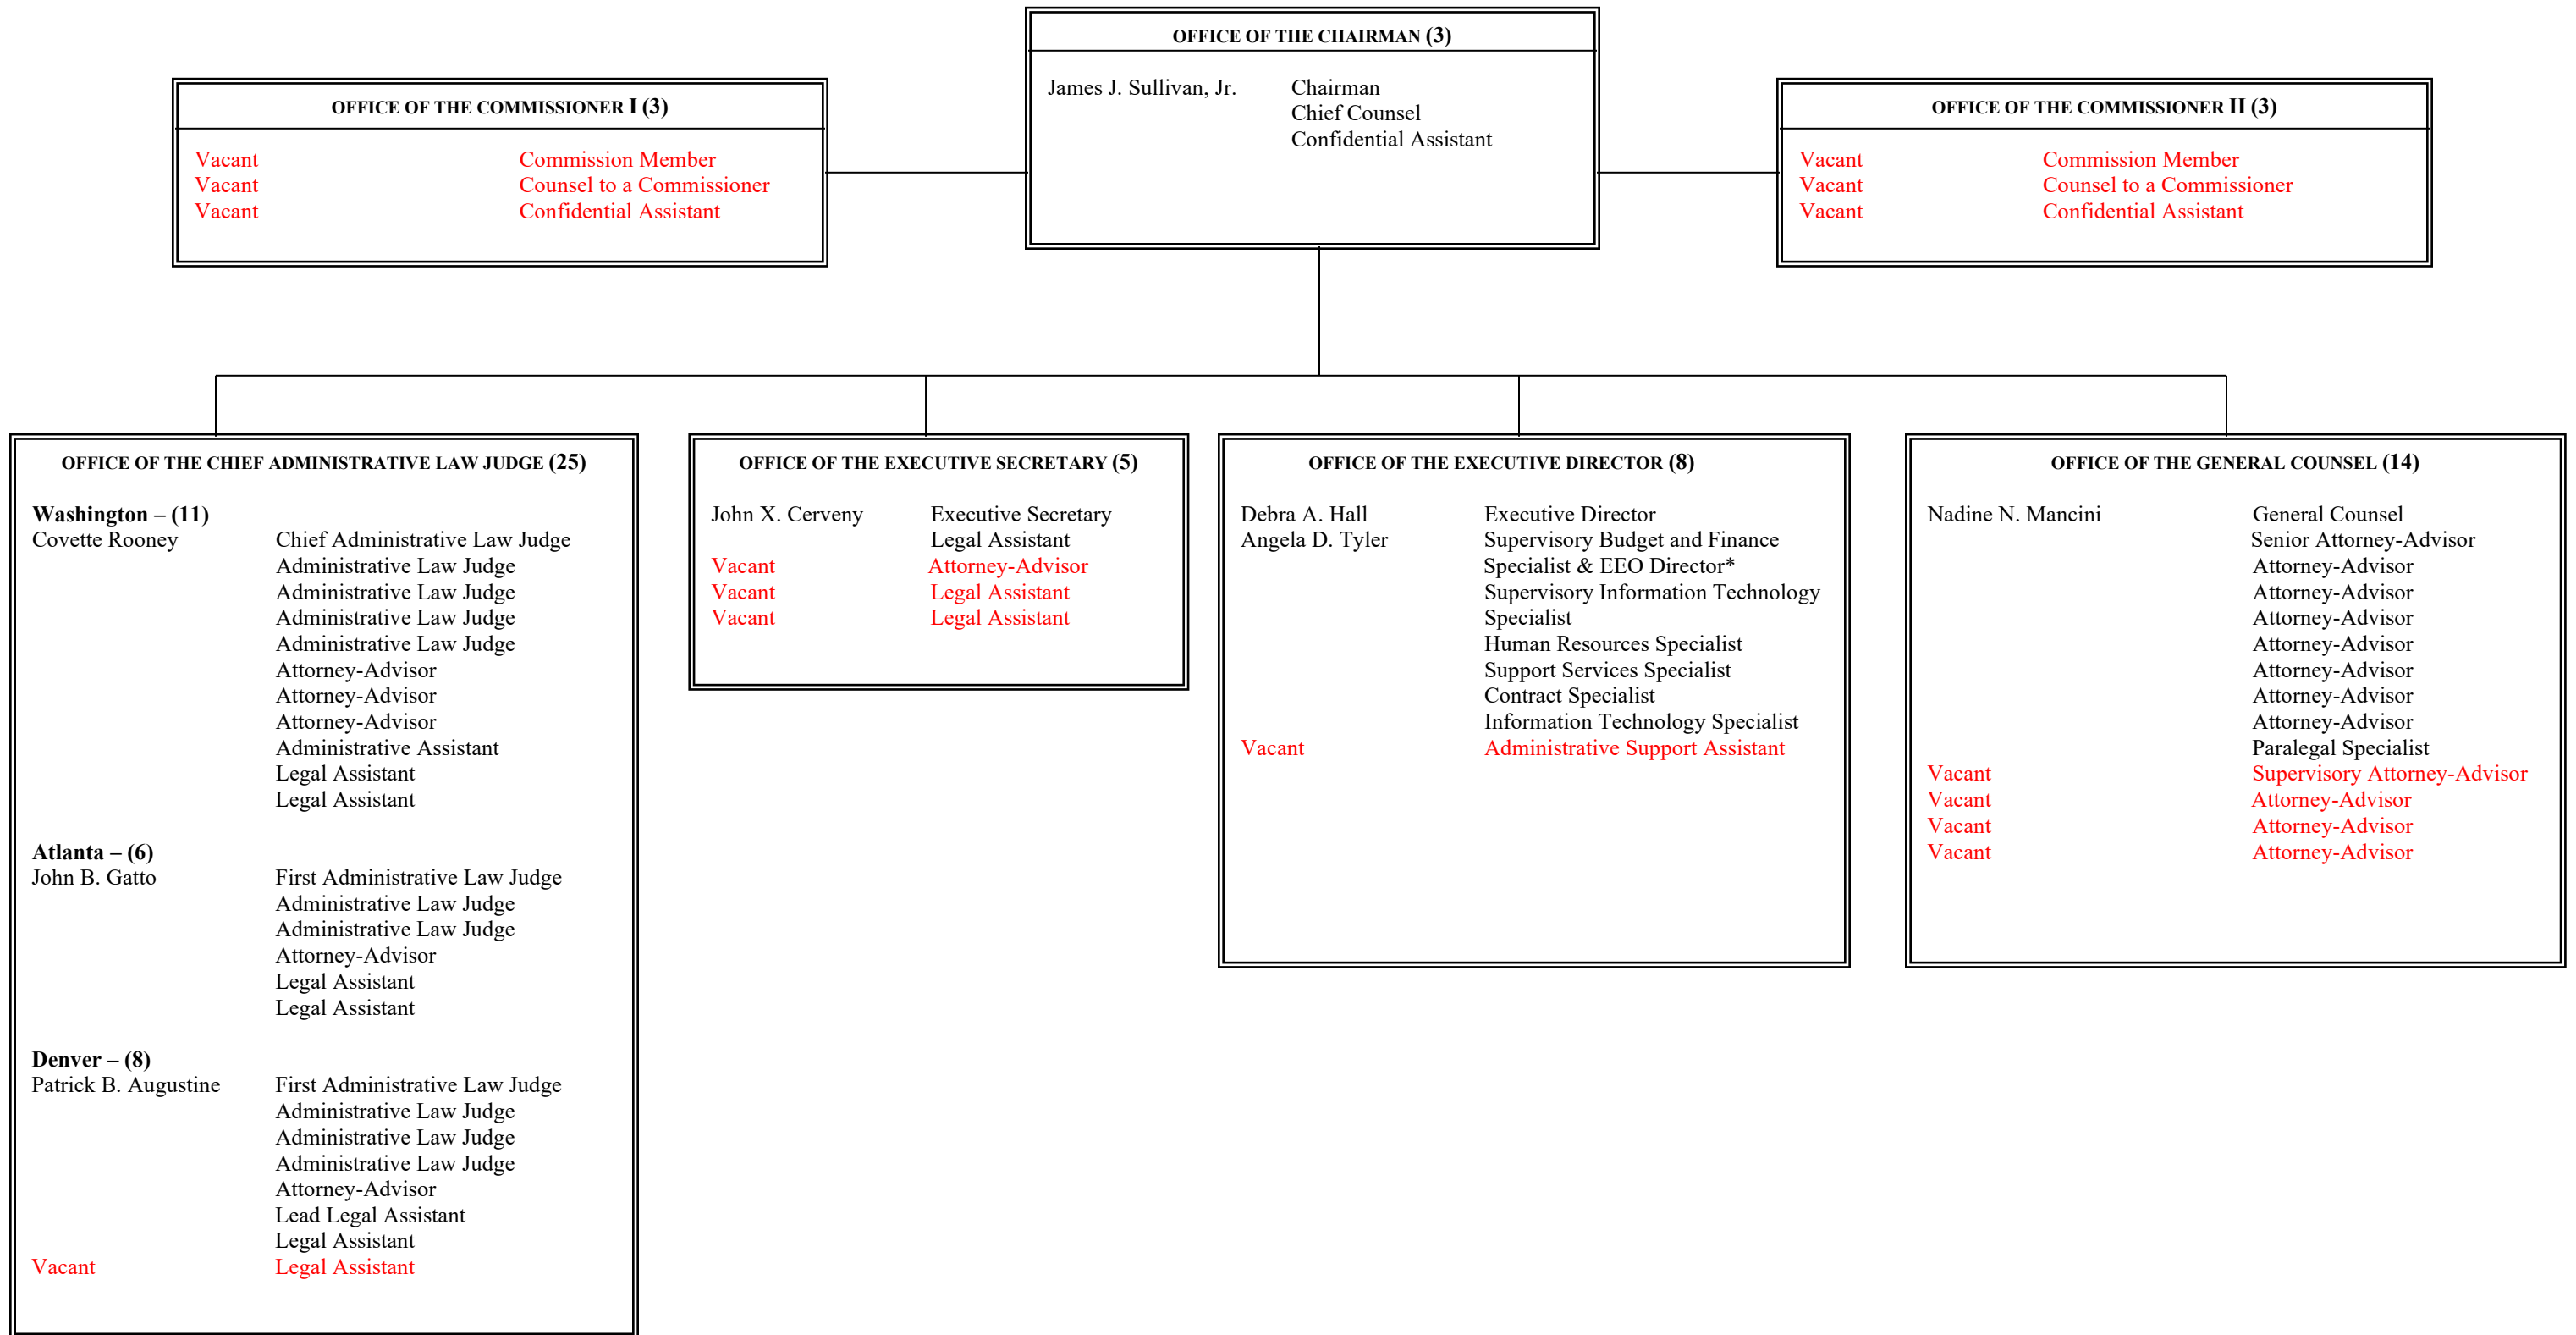 OFFICE OF THE CHAIRMAN (3)
James J. Sullivan, Jr. Chairman
Chief Counsel
Confidential Assistant
OFFICE OF THE COMMISSIONER I (3)
Vacant Commission Member
Vacant Counsel to a Commissioner
Vacant Confidential Assistant
OFFICE OF THE COMMISSIONER II (3)
Vacant Commission Member
Vacant Counsel to a Commissioner
Vacant Confidential Assistant
OFFICE OF THE CHIEF ADMINISTRATIVE LAW JUDGE (25)
Washington – (11)
Covette Rooney Chief Administrative Law Judge
Administrative Law Judge
Administrative Law Judge
Administrative Law Judge
Administrative Law Judge
Attorney-Advisor
Attorney-Advisor
Attorney-Advisor
Administrative Assistant
Legal Assistant
Legal Assistant
Atlanta – (6)
John B. Gatto First Administrative Law Judge
Administrative Law Judge
Administrative Law Judge
Attorney-Advisor
Legal Assistant
Legal Assistant
Denver – (8)
Patrick B. Augustine First Administrative Law Judge
Administrative Law Judge
Administrative Law Judge
Administrative Law Judge
Attorney-Advisor
Lead Legal Assistant
Legal Assistant
Vacant Legal Assistant
OFFICE OF THE EXECUTIVE SECRETARY (5)
John X. Cerveny Executive Secretary
Legal Assistant
Vacant Attorney-Advisor
Vacant Legal Assistant
Vacant Legal Assistant
OFFICE OF THE EXECUTIVE DIRECTOR (8)
Debra A. Hall Executive Director
Angela D. Tyler Supervisory Budget and Finance
Specialist & EEO Director*
Supervisory Information Technology
Specialist
Human Resources Specialist
Support Services Specialist
Contract Specialist
Information Technology Specialist
Vacant Administrative Support Assistant
OFFICE OF THE GENERAL COUNSEL (14)
Nadine N. Mancini General Counsel
Senior Attorney-Advisor
Attorney-Advisor
Attorney-Advisor
Attorney-Advisor
Attorney-Advisor
Attorney-Advisor
Attorney-Advisor
Attorney-Advisor
Paralegal Specialist
Vacant Supervisory Attorney-Advisor
Vacant Attorney-Advisor
Vacant Attorney-Advisor
Vacant Attorney-Advisor